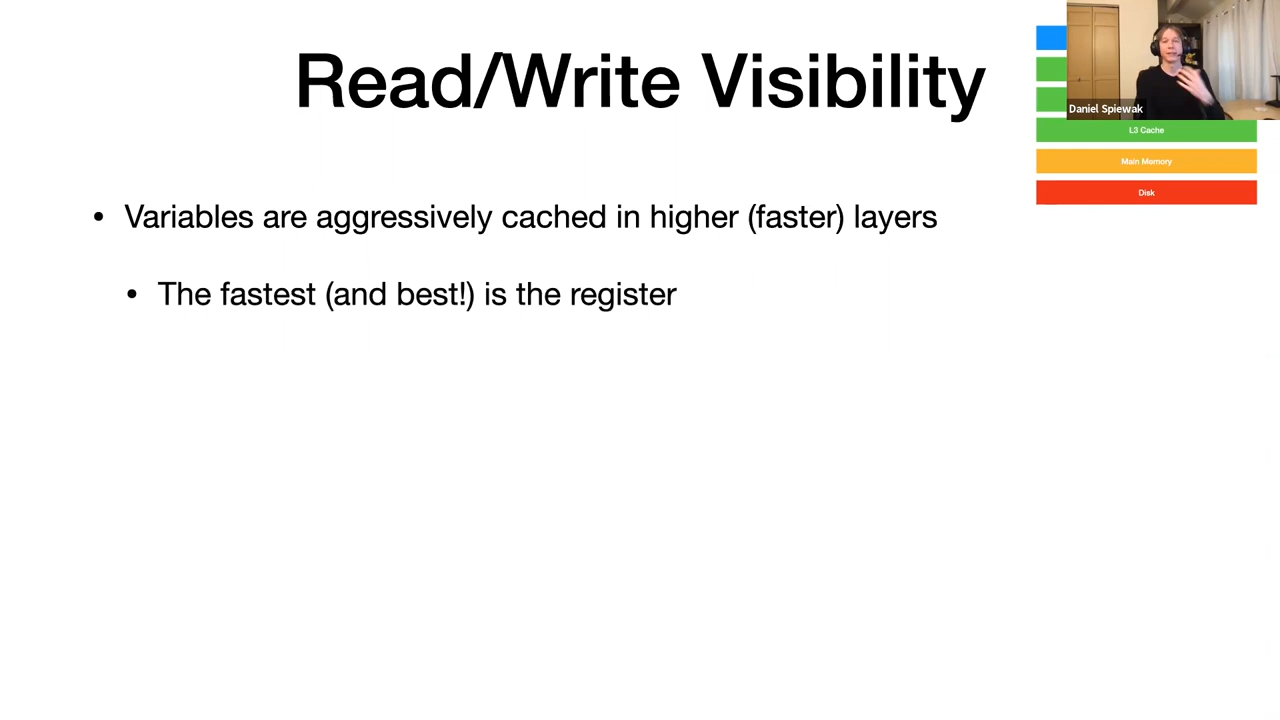 Read/Write Visibility
Daniel Spiewak
L3 Cache
Main Memory
Disk
• Variables are aggressively cached in higher (faster) layers
• The fastest (and best!) is the register